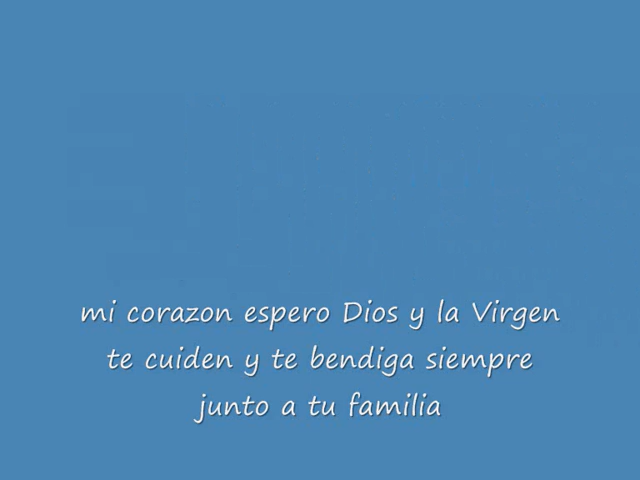 mi corazon espero Dios y la Virgen
te cuiden y te bendiga siempre
junto a tu familia